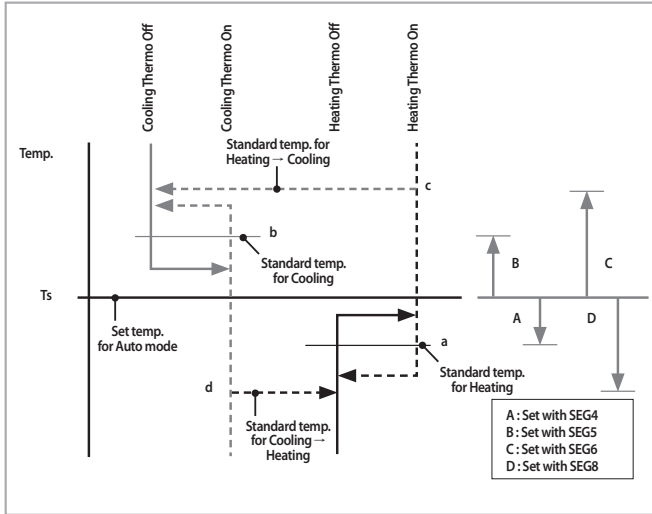 Cooling Thermo Off
Cooling Thermo On
Heating Thermo Off
Heating Thermo On
Temp.
Standard temp. for
Heating → Cooling
c
b
Standard temp.
for Cooling
B
C
Ts
A
D
Set temp.
for Auto mode
a
Standard temp.
for Heating
d
Standard temp.
for Cooling →
Heating
A : Set with SEG4
B : Set with SEG5
C : Set with SEG6
D : Set with SEG8